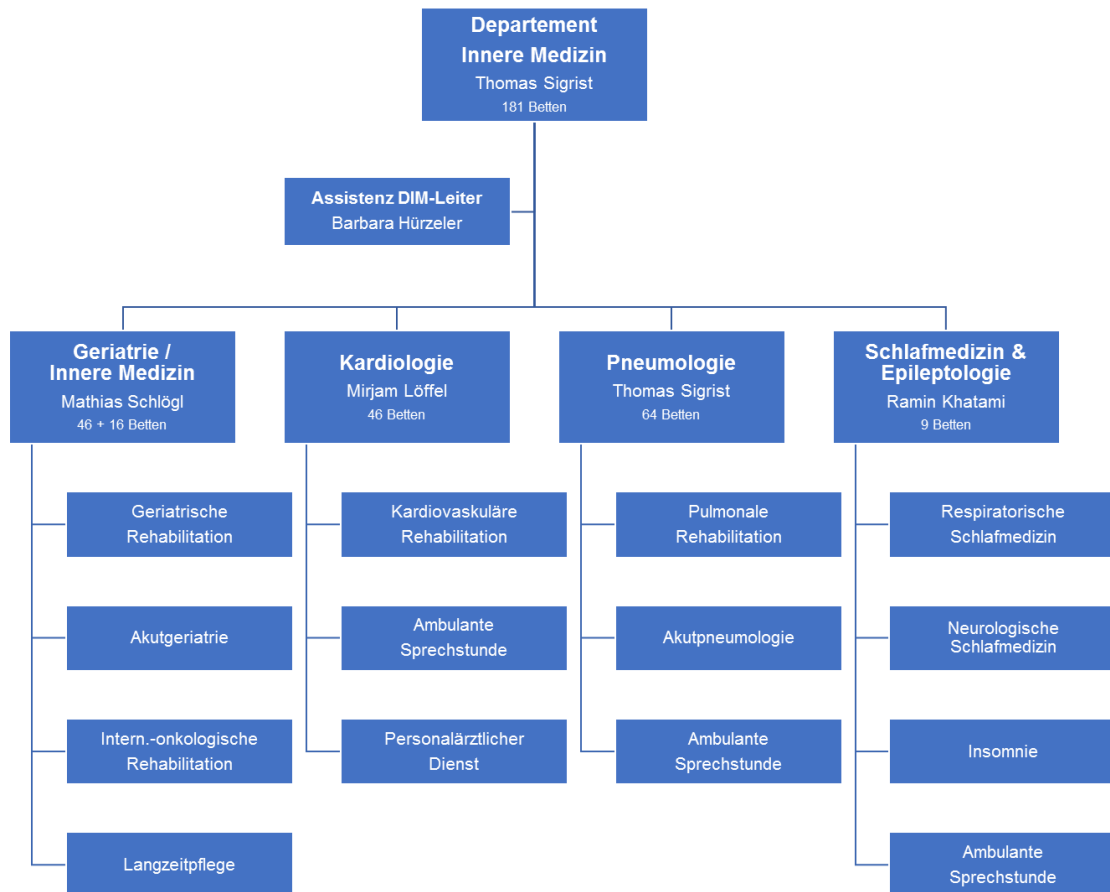 Departement
Innere Medizin
Thomas Sigrist
181 Betten
Assistenz DIM-Leiter
Barbara Hürzeler
Geriatrie /
Innere Medizin
Mathias Schlögl
46 + 16 Betten
Kardiologie
Mirjam Löffel
46 Betten
Pneumologie
Thomas Sigrist
64 Betten
Schlafmedizin &
Epileptologie
Ramin Khatami
9 Betten
Geriatrische
Rehabilitation
Kardiovaskuläre
Rehabilitation
Pulmonale
Rehabilitation
Respiratorische
Schlafmedizin
Akutgeriatrie
Ambulante
Sprechstunde
Akutpneumologie
Neurologische
Schlafmedizin
Intern.-onkologische
Rehabilitation
Personalärztlicher
Dienst
Ambulante
Sprechstunde
Insomnie
Langzeitpflege
Ambulante
Sprechstunde